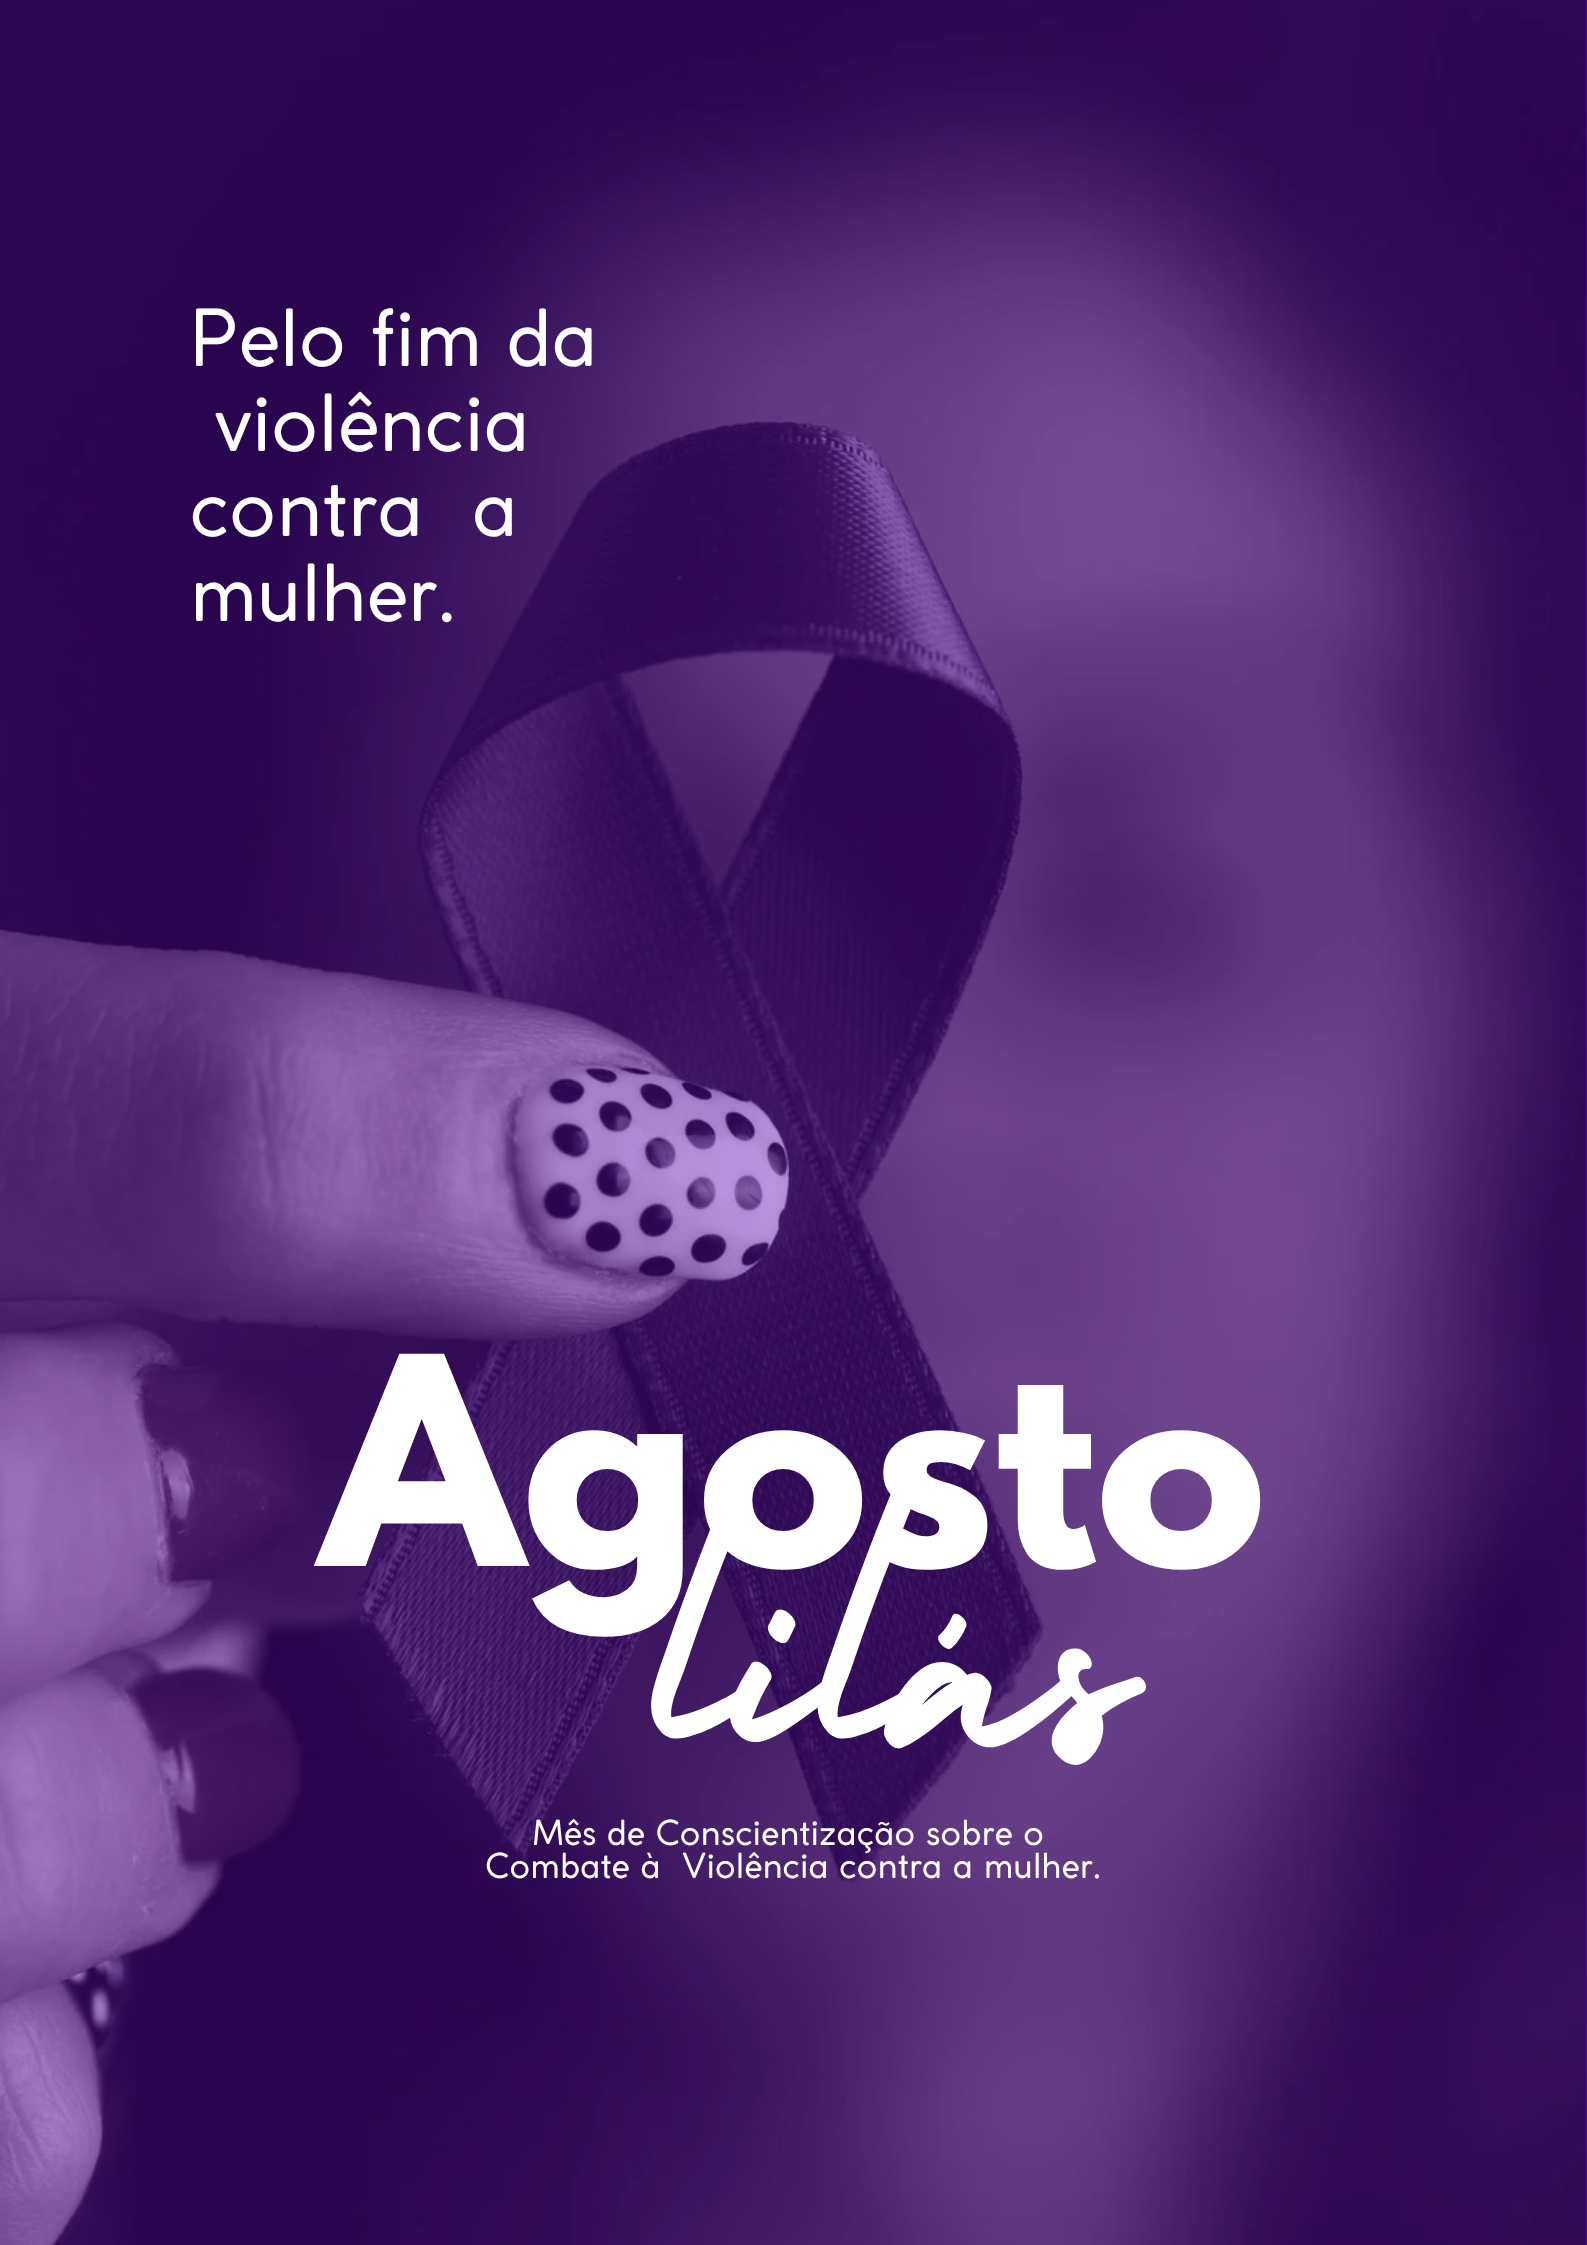 Pelo fim da
violência
contra a
mulher.
Agosto
lilás
Mês de Conscientização sobre o
Combate à Violência contra a mulher.